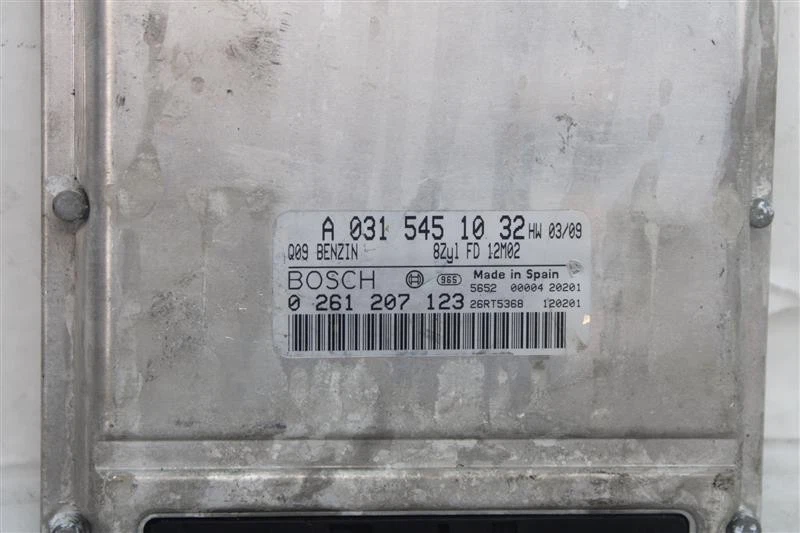 A 031 545 10 32 HW 03/09
Q09 BENZIN 8Zyl FD 12M02
BOSCH 965 Made in Spain
5652 00004 20201
0 261 207 123 26RT5368 120201